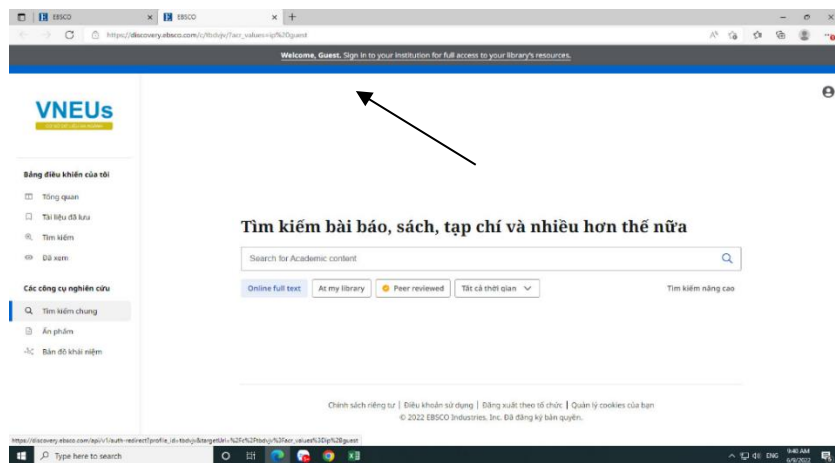 EBSCO
EBSCO
https://discovery.ebsco.com/c/tbdvjv/?acr_values=ip%20guest
Welcome, Guest. Sign in to your institution for full access to your library's resources.
VNEUs
Bảng điều khiển của tôi
Tổng quan
Tài liệu đã lưu
Tìm kiếm
Đã xem
Các công cụ nghiên cứu
Tìm kiếm chung
Ấn phẩm
Bản đồ khái niệm
Tìm kiếm bài báo, sách, tạp chí và nhiều hơn thế nữa
Search for Academic content
Online full text
At my library
Peer reviewed
Tất cả thời gian
Tìm kiếm nâng cao
Chính sách riêng tư | Điều khoản sử dụng | Đăng xuất theo tổ chức | Quản lý cookies của bạn
© 2022 EBSCO Industries, Inc. Đã đăng ký bản quyền.
Type here to search
ENG
9:40 AM
6/9/2022